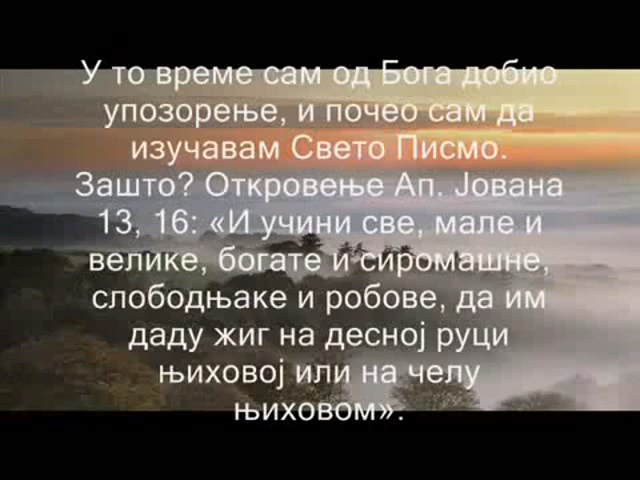 У то време сам од Бога добио
упозорење, и почео сам да
изучавам Свето Писмо.
Зашто? Откровење Ап. Јована
13, 16: «И учини све, мале и
велике, богате и сиромашне,
слободњаке и робове, да им
даду жиг на десној руци
њиховој или на челу
њиховом».